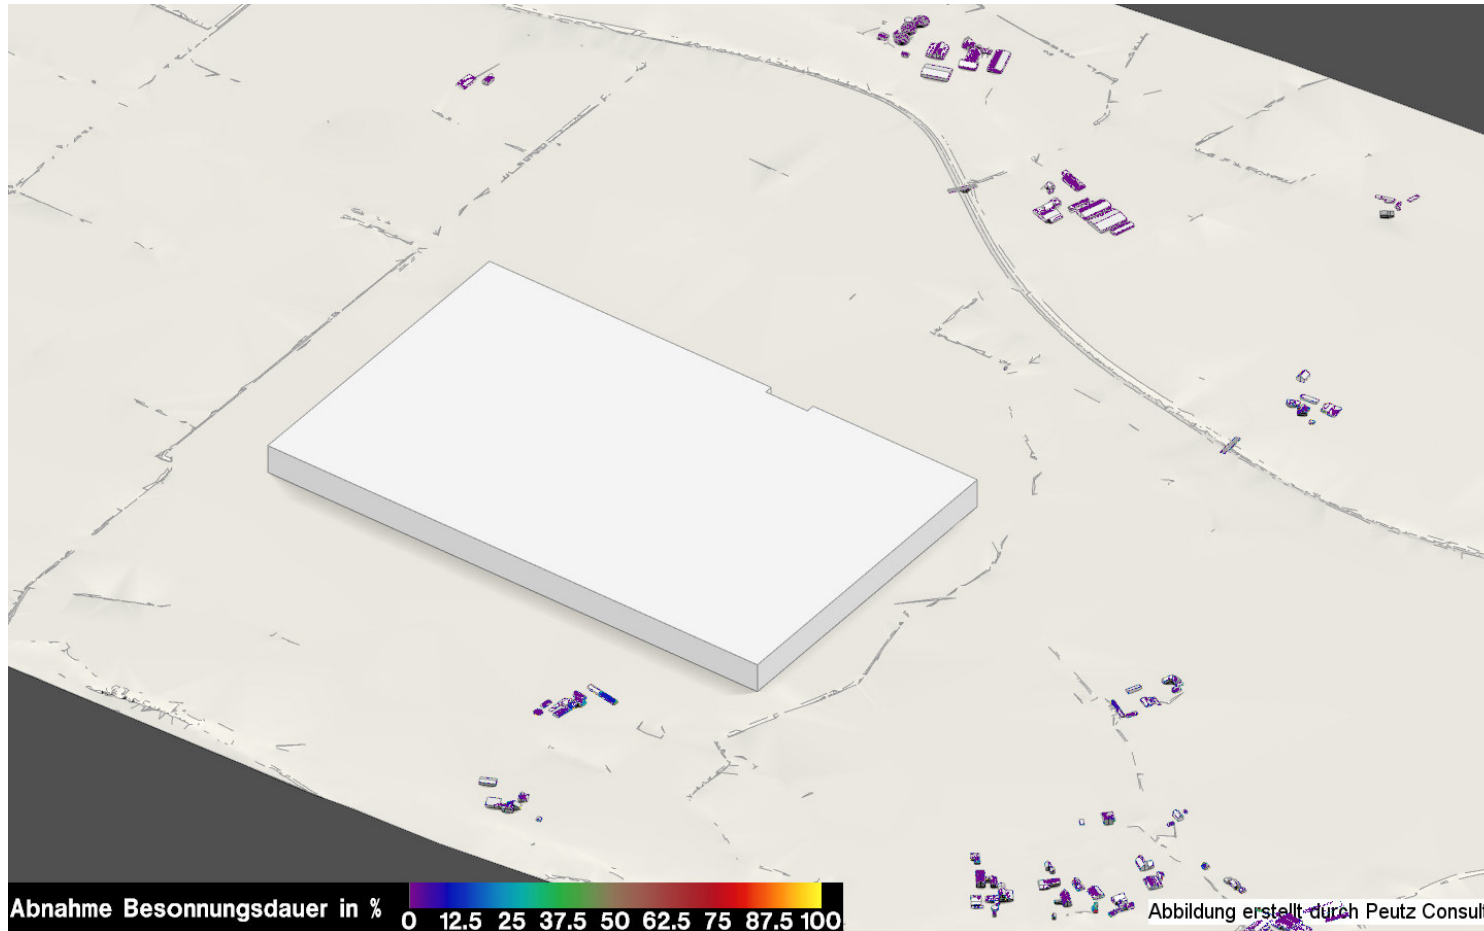 Abnahme Besonnungsdauer in %
0 12.5 25 37.5 50 62.5 75 87.5 100
Abbildung erstellt durch Peutz Consult